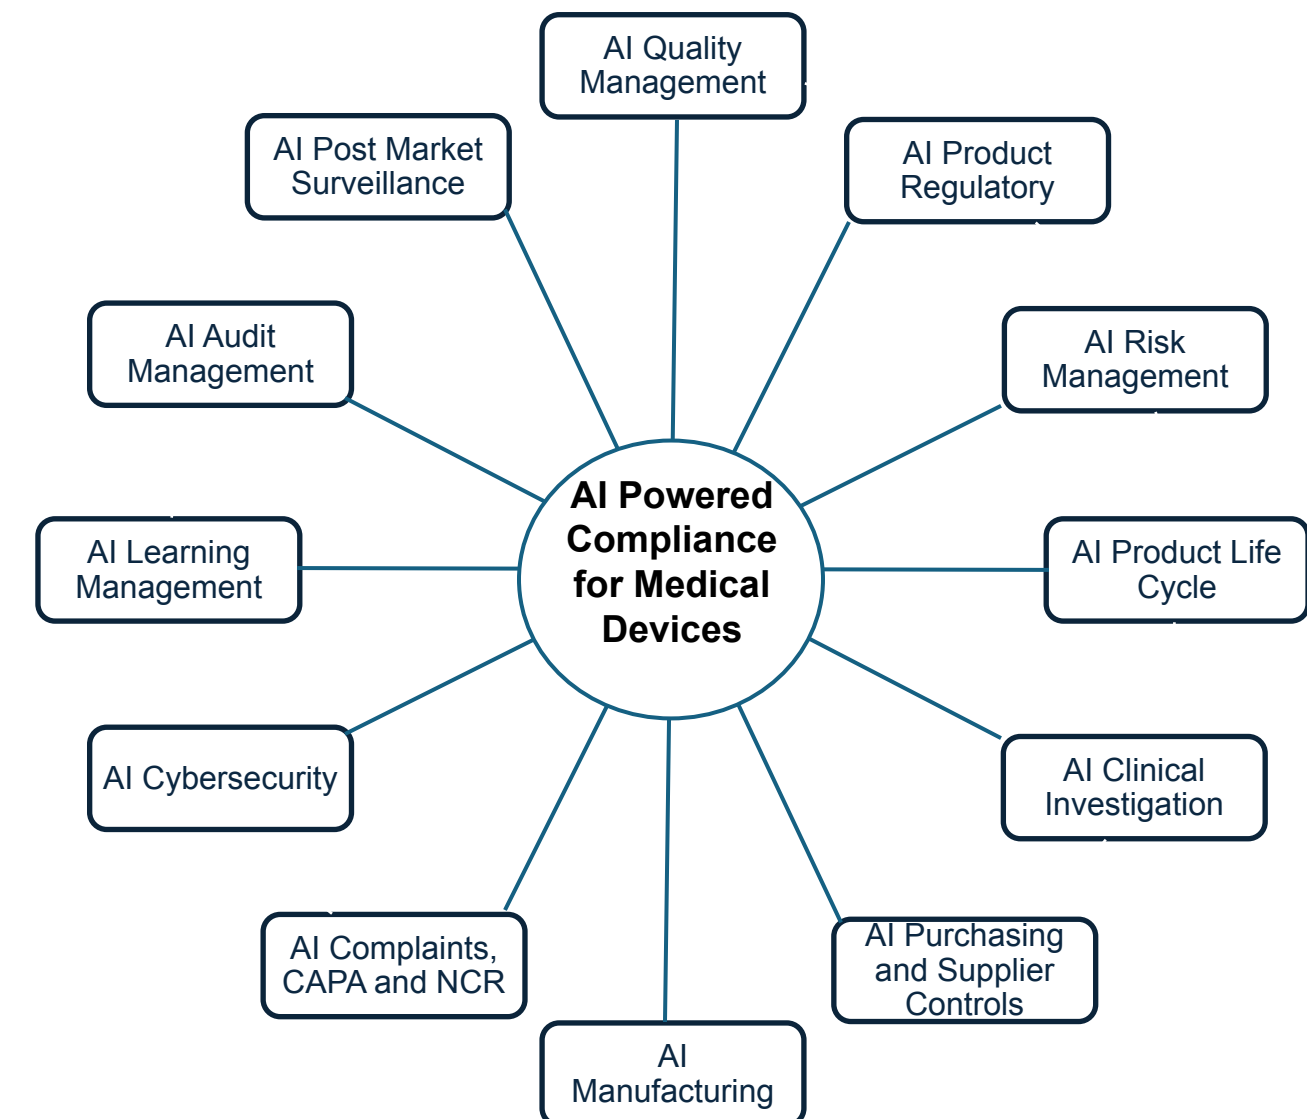 AI Quality
Management
AI Post Market
Surveillance
AI Product
Regulatory
AI Audit
Management
AI Risk
Management
AI Powered
Compliance
for Medical
Devices
AI Learning
Management
AI Product Life
Cycle
AI Cybersecurity
AI Clinical
Investigation
AI Complaints,
CAPA and NCR
AI Purchasing
and Supplier
Controls
AI
Manufacturing